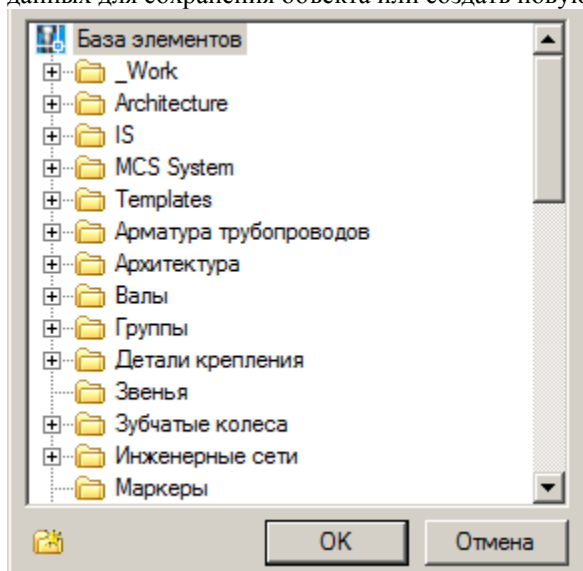 данных для сохранения объекта или создать новую
База элементов
_Work
Architecture
IS
MCS System
Templates
Арматура трубопроводов
Архитектура
Валы
Группы
Детали крепления
Звенья
Зубчатые колеса
Инженерные сети
Маркеры
OK
Отмена